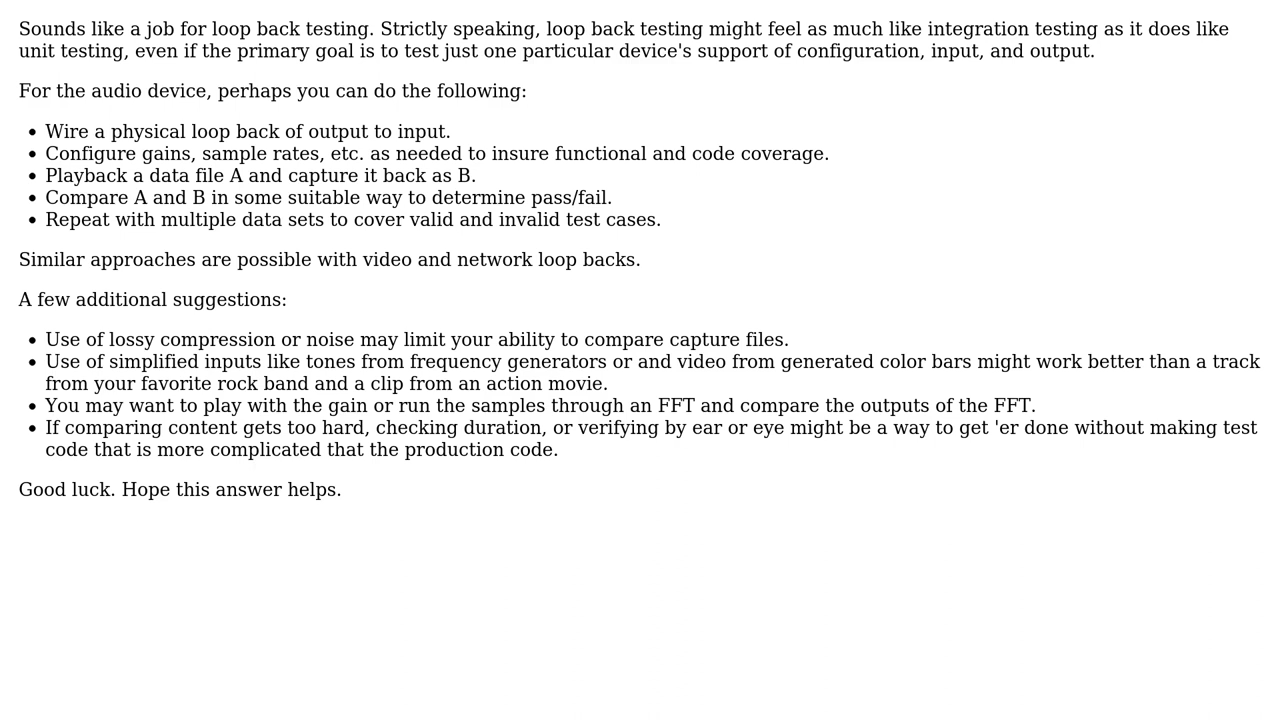 Sounds like a job for loop back testing. Strictly speaking, loop back testing might feel as much like integration testing as it does like
unit testing, even if the primary goal is to test just one particular device's support of configuration, input, and output.
For the audio device, perhaps you can do the following:
• Wire a physical loop back of output to input.
• Configure gains, sample rates, etc. as needed to insure functional and code coverage.
• Playback a data file A and capture it back as B.
• Compare A and B in some suitable way to determine pass/fail.
• Repeat with multiple data sets to cover valid and invalid test cases.
Similar approaches are possible with video and network loop backs.
A few additional suggestions:
• Use of lossy compression or noise may limit your ability to compare capture files.
• Use of simplified inputs like tones from frequency generators or and video from generated color bars might work better than a track
from your favorite rock band and a clip from an action movie.
• You may want to play with the gain or run the samples through an FFT and compare the outputs of the FFT.
• If comparing content gets too hard, checking duration, or verifying by ear or eye might be a way to get 'er done without making test
code that is more complicated that the production code.
Good luck. Hope this answer helps.